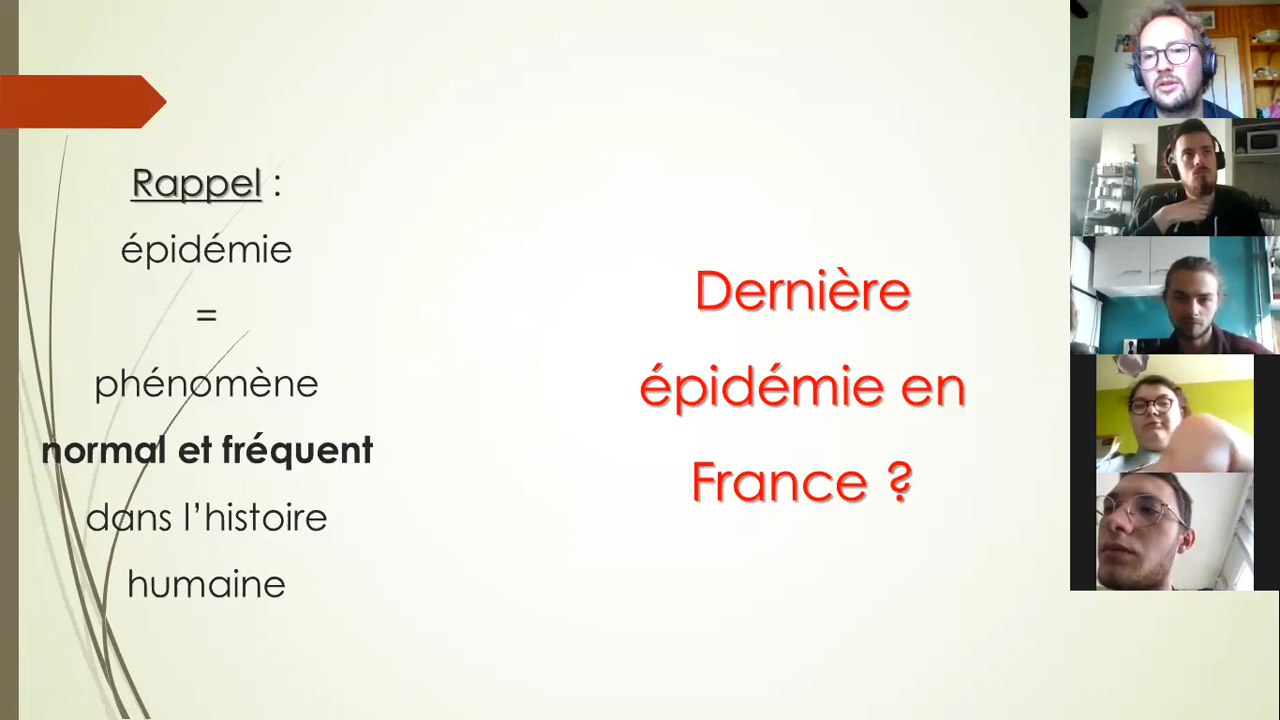 Rappel :
épidémie
=
phénomène
normal et fréquent
dans l’histoire
humaine
Dernière
épidémie en
France ?